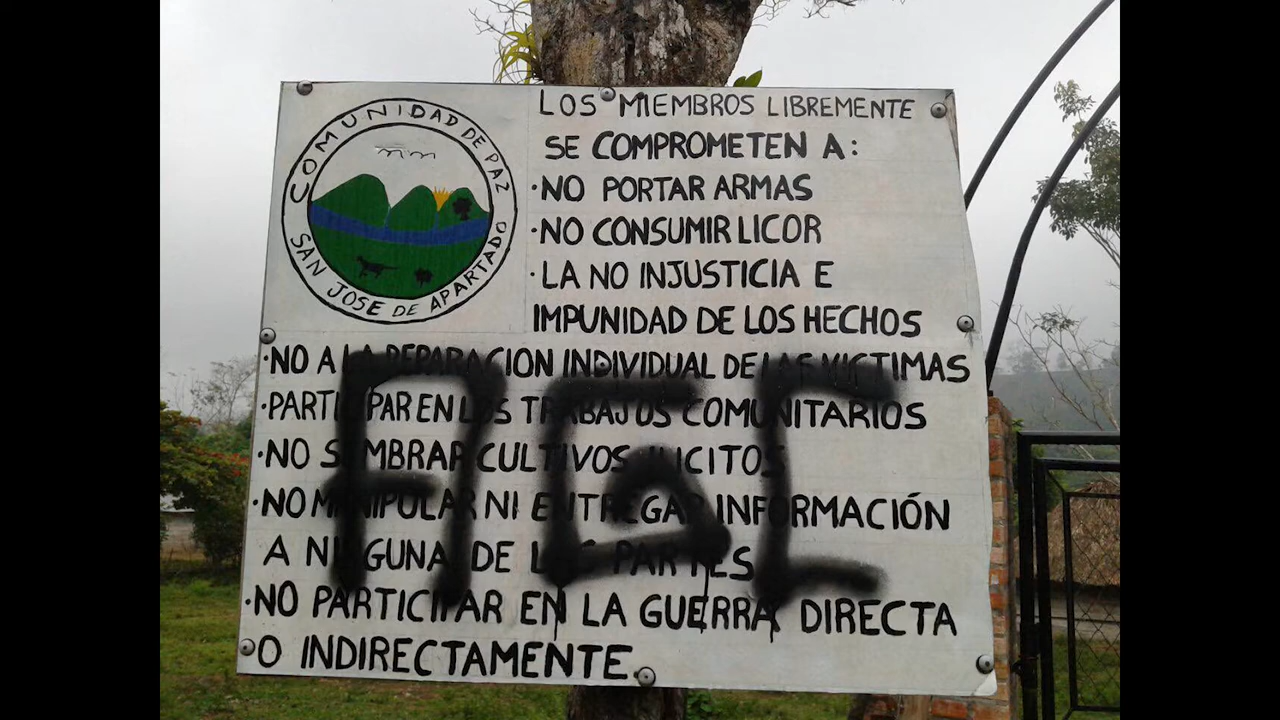 COMUNIDAD DE PAZ
SAN JOSE DE APARTADO
LOS MIEMBROS LIBREMENTE
SE COMPROMETEN A:
·NO PORTAR ARMAS
·NO CONSUMIR LICOR
·LA NO INJUSTICIA E
IMPUNIDAD DE LOS HECHOS
·NO A LA REPARACION INDIVIDUAL DE LAS VICTIMAS
·PARTICIPAR EN LOS TRABAJOS COMUNITARIOS
·NO SEMBRAR CULTIVOS ILICITOS
·NO MANIPULAR NI ENTREGAR INFORMACIÓN
A NINGUNA DE LAS PARTES
·NO PARTICIPAR EN LA GUERRA DIRECTA
O INDIRECTAMENTE.
AGC